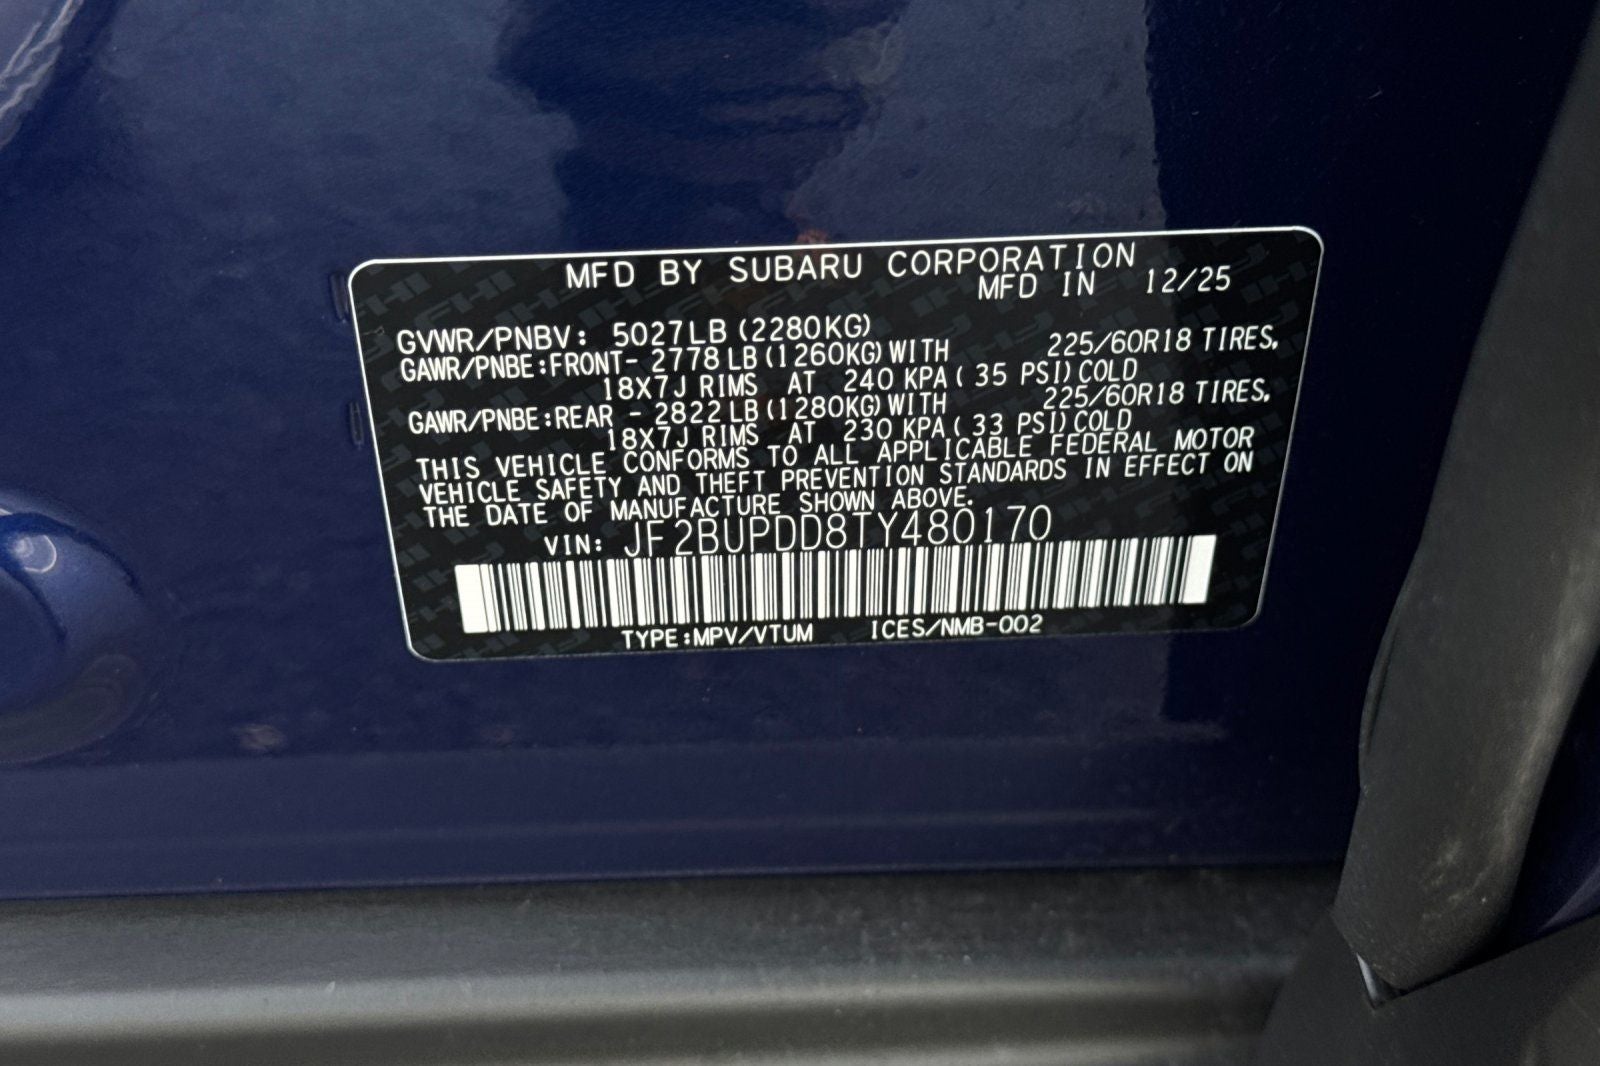 MFD BY SUBARU CORPORATION
MFD IN 12/25
GVWR/PNBV: 5027LB (2280KG)
GAWR/PNBE:FRONT- 2778 LB (1260KG) WITH 225/60R18 TIRES,
18X7J RIMS AT 240 KPA ( 35 PSI) COLD
GAWR/PNBE:REAR - 2822 LB (1280KG) WITH 225/60R18 TIRES,
18X7J RIMS AT 230 KPA ( 33 PSI) COLD
THIS VEHICLE CONFORMS TO ALL APPLICABLE FEDERAL MOTOR
VEHICLE SAFETY AND THEFT PREVENTION STANDARDS IN EFFECT ON
THE DATE OF MANUFACTURE SHOWN ABOVE.
VIN: JF2BUPDD8TY480170
TYPE:MPV/VTUM ICES/NMB-002